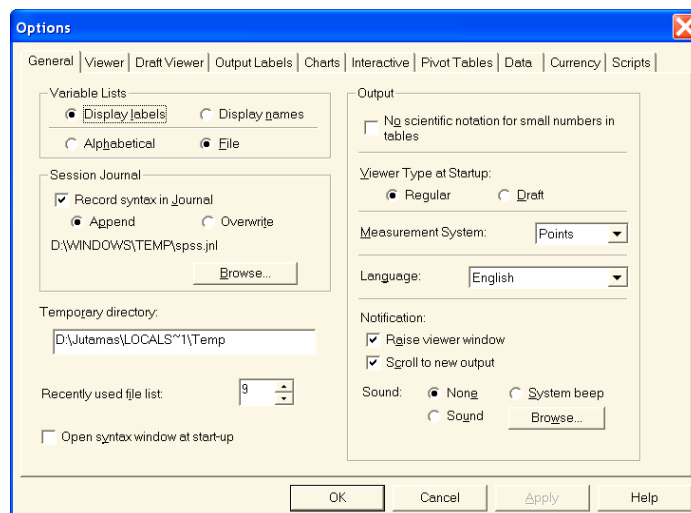 Options
General Viewer Draft Viewer Output Labels Charts Interactive Pivot Tables Data Currency Scripts
Variable Lists
Display labels Display names
Alphabetical File
Session Journal
Record syntax in Journal
Append Overwrite
D:\WINDOWS\TEMP\spss.jnl
Browse...
Temporary directory:
D:\Jutamas\LOCALS~1\Temp
Recently used file list: 9
Open syntax window at start-up
Output
No scientific notation for small numbers in
tables
Viewer Type at Startup:
Regular Draft
Measurement System: Points
Language: English
Notification:
Raise viewer window
Scroll to new output
Sound: None System beep
Sound Browse...
OK Cancel Apply Help